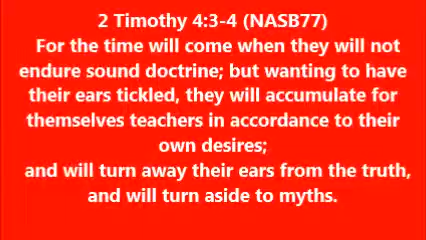 2 Timothy 4:3-4 (NASB77)
For the time will come when they will not
endure sound doctrine; but wanting to have
their ears tickled, they will accumulate for
themselves teachers in accordance to their
own desires;
and will turn away their ears from the truth,
and will turn aside to myths.